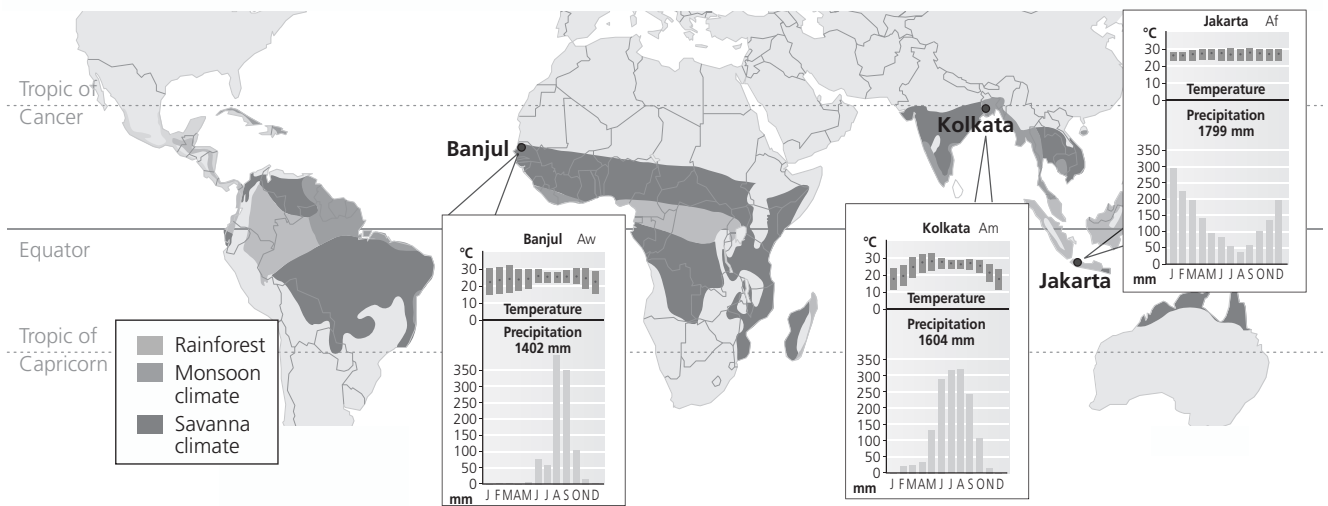 Tropic of
Cancer
Equator
Tropic of
Capricorn
Rainforest
Monsoon
climate
Savanna
climate
Banjul
Kolkata
Jakarta
Banjul Aw
°C
30
20
10
0
Temperature
Precipitation
1402 mm
350
300
250
200
150
100
50
0
mm
J F M A M J J A S O N D
Kolkata Am
°C
30
20
10
0
Temperature
Precipitation
1604 mm
350
300
250
200
150
100
50
0
mm
J F M A M J J A S O N D
Jakarta Af
°C
30
20
10
0
Temperature
Precipitation
1799 mm
350
300
250
200
150
100
50
0
mm
J F M A M J J A S O N D